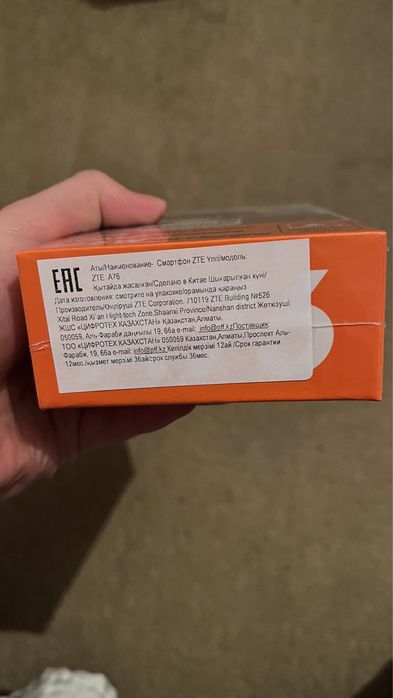 EAC
Аты/Наименование- Смартфон ZTE Үлгі/модель:
ZTE A76
Қытайда жасалған/Сделано в Китае Шығарылған күні/
Дата изготовления: смотрите на упаковке/орамында қараңыз
Производитель/Өндіруші ZTE Corporation, 710119 ZTE Building №526
Xitai Road Xi'an Hight-tech Zone,Shaanxi Province/Nanshan district Жеткізуші:
ЖШС «ЦИФРОТЕХ КАЗАХСТАН» Қазақстан,Алматы,
050059, Аль-Фараби даңғылы 19, 66а e-mail: info@off.kz Поставщик:
ТОО «ЦИФРОТЕХ КАЗАХСТАН» 050059 Казахстан,Алматы,Проспект Аль-
Фараби, 19, 66а e-mail: info@off.kz Кепілдік мерзімі 12ай /Срок гарантии
12мес./қызмет мерзімі 36ай/срок службы 36мес.